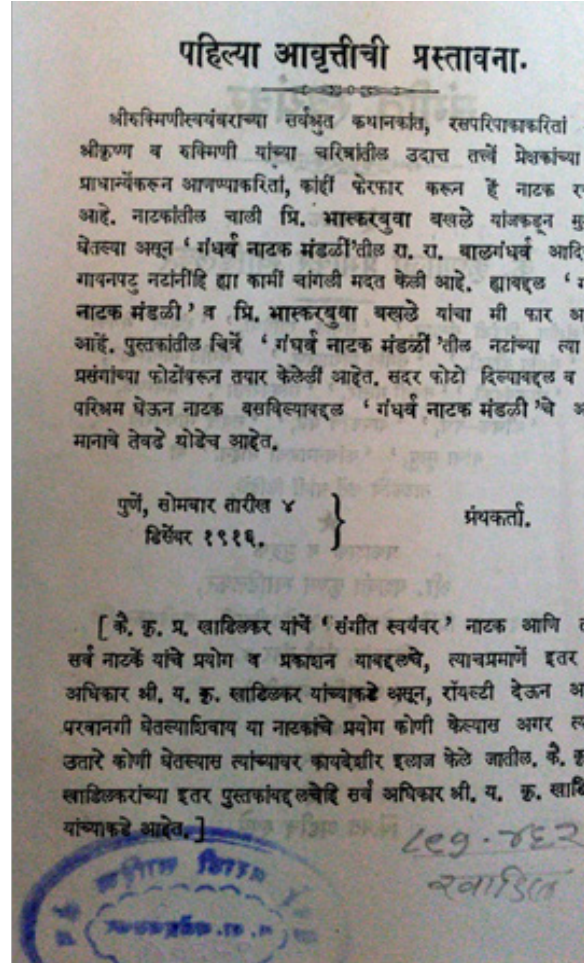 पहिल्या आवृत्तीची प्रस्तावना.
श्रीरुक्मिणीस्वयंवराच्या सर्वश्रुत कथानकांत, रसपरिपाकाकरितां
श्रीकृष्ण व रुक्मिणी यांच्या चरित्रांतील उदात्त तत्त्वें प्रेक्षकांच्या
प्राधान्येंकरून आणण्याकरितां, कांहीं फेरफार करून हें नाटक
आहे. नाटकांतील चाली प्रि. भास्करबुवा बखले यांजकडून
घेतल्या असून ‘ गंधर्व नाटक मंडळीं’तील रा. रा. बालगंधर्व आदि
गायनपटु नटांनींहि ह्या कामीं चांगली मदत केली आहे. ह्याबद्दल ‘
नाटक मंडळी ’ व प्रि. भास्करबुवा बखले यांचा मी फार
आहें. पुस्तकांतील चित्रें ‘ गंधर्व नाटक मंडळीं ’तील नटांच्या त्या
प्रसंगांच्या फोटोंवरून तयार केलेलीं आहेत. सदर फोटो दिल्याबद्दल व
परिश्रम घेऊन नाटक बसविल्याबद्दल ‘ गंधर्व नाटक मंडळी ’चे
मानावे तेवढे थोडेच आहेत.
पुणें, सोमवार तारीख ४
डिसेंबर १९१६.
ग्रंथकर्ता.
[ कै. कृ. प्र. खाडिलकर यांचें ‘ संगीत स्वयंवर ’ नाटक आणि
सर्व नाटकें यांचे प्रयोग व प्रकाशन याबद्दलचे, त्याचप्रमाणें इतर
अधिकार श्री. य. कृ. खाडिलकर यांच्याकडे असून, रॉयल्टी देऊन
परवानगी घेतल्याशिवाय या नाटकांचे प्रयोग कोणी केल्यास अगर
उतारे कोणी घेतल्यास त्यांच्यावर कायदेशीर इलाज केले जातील. कै.
खाडिलकरांच्या इतर पुस्तकांबद्दलचेहि सर्व अधिकार श्री. य. कृ.
यांच्याकडे आहेत. ]